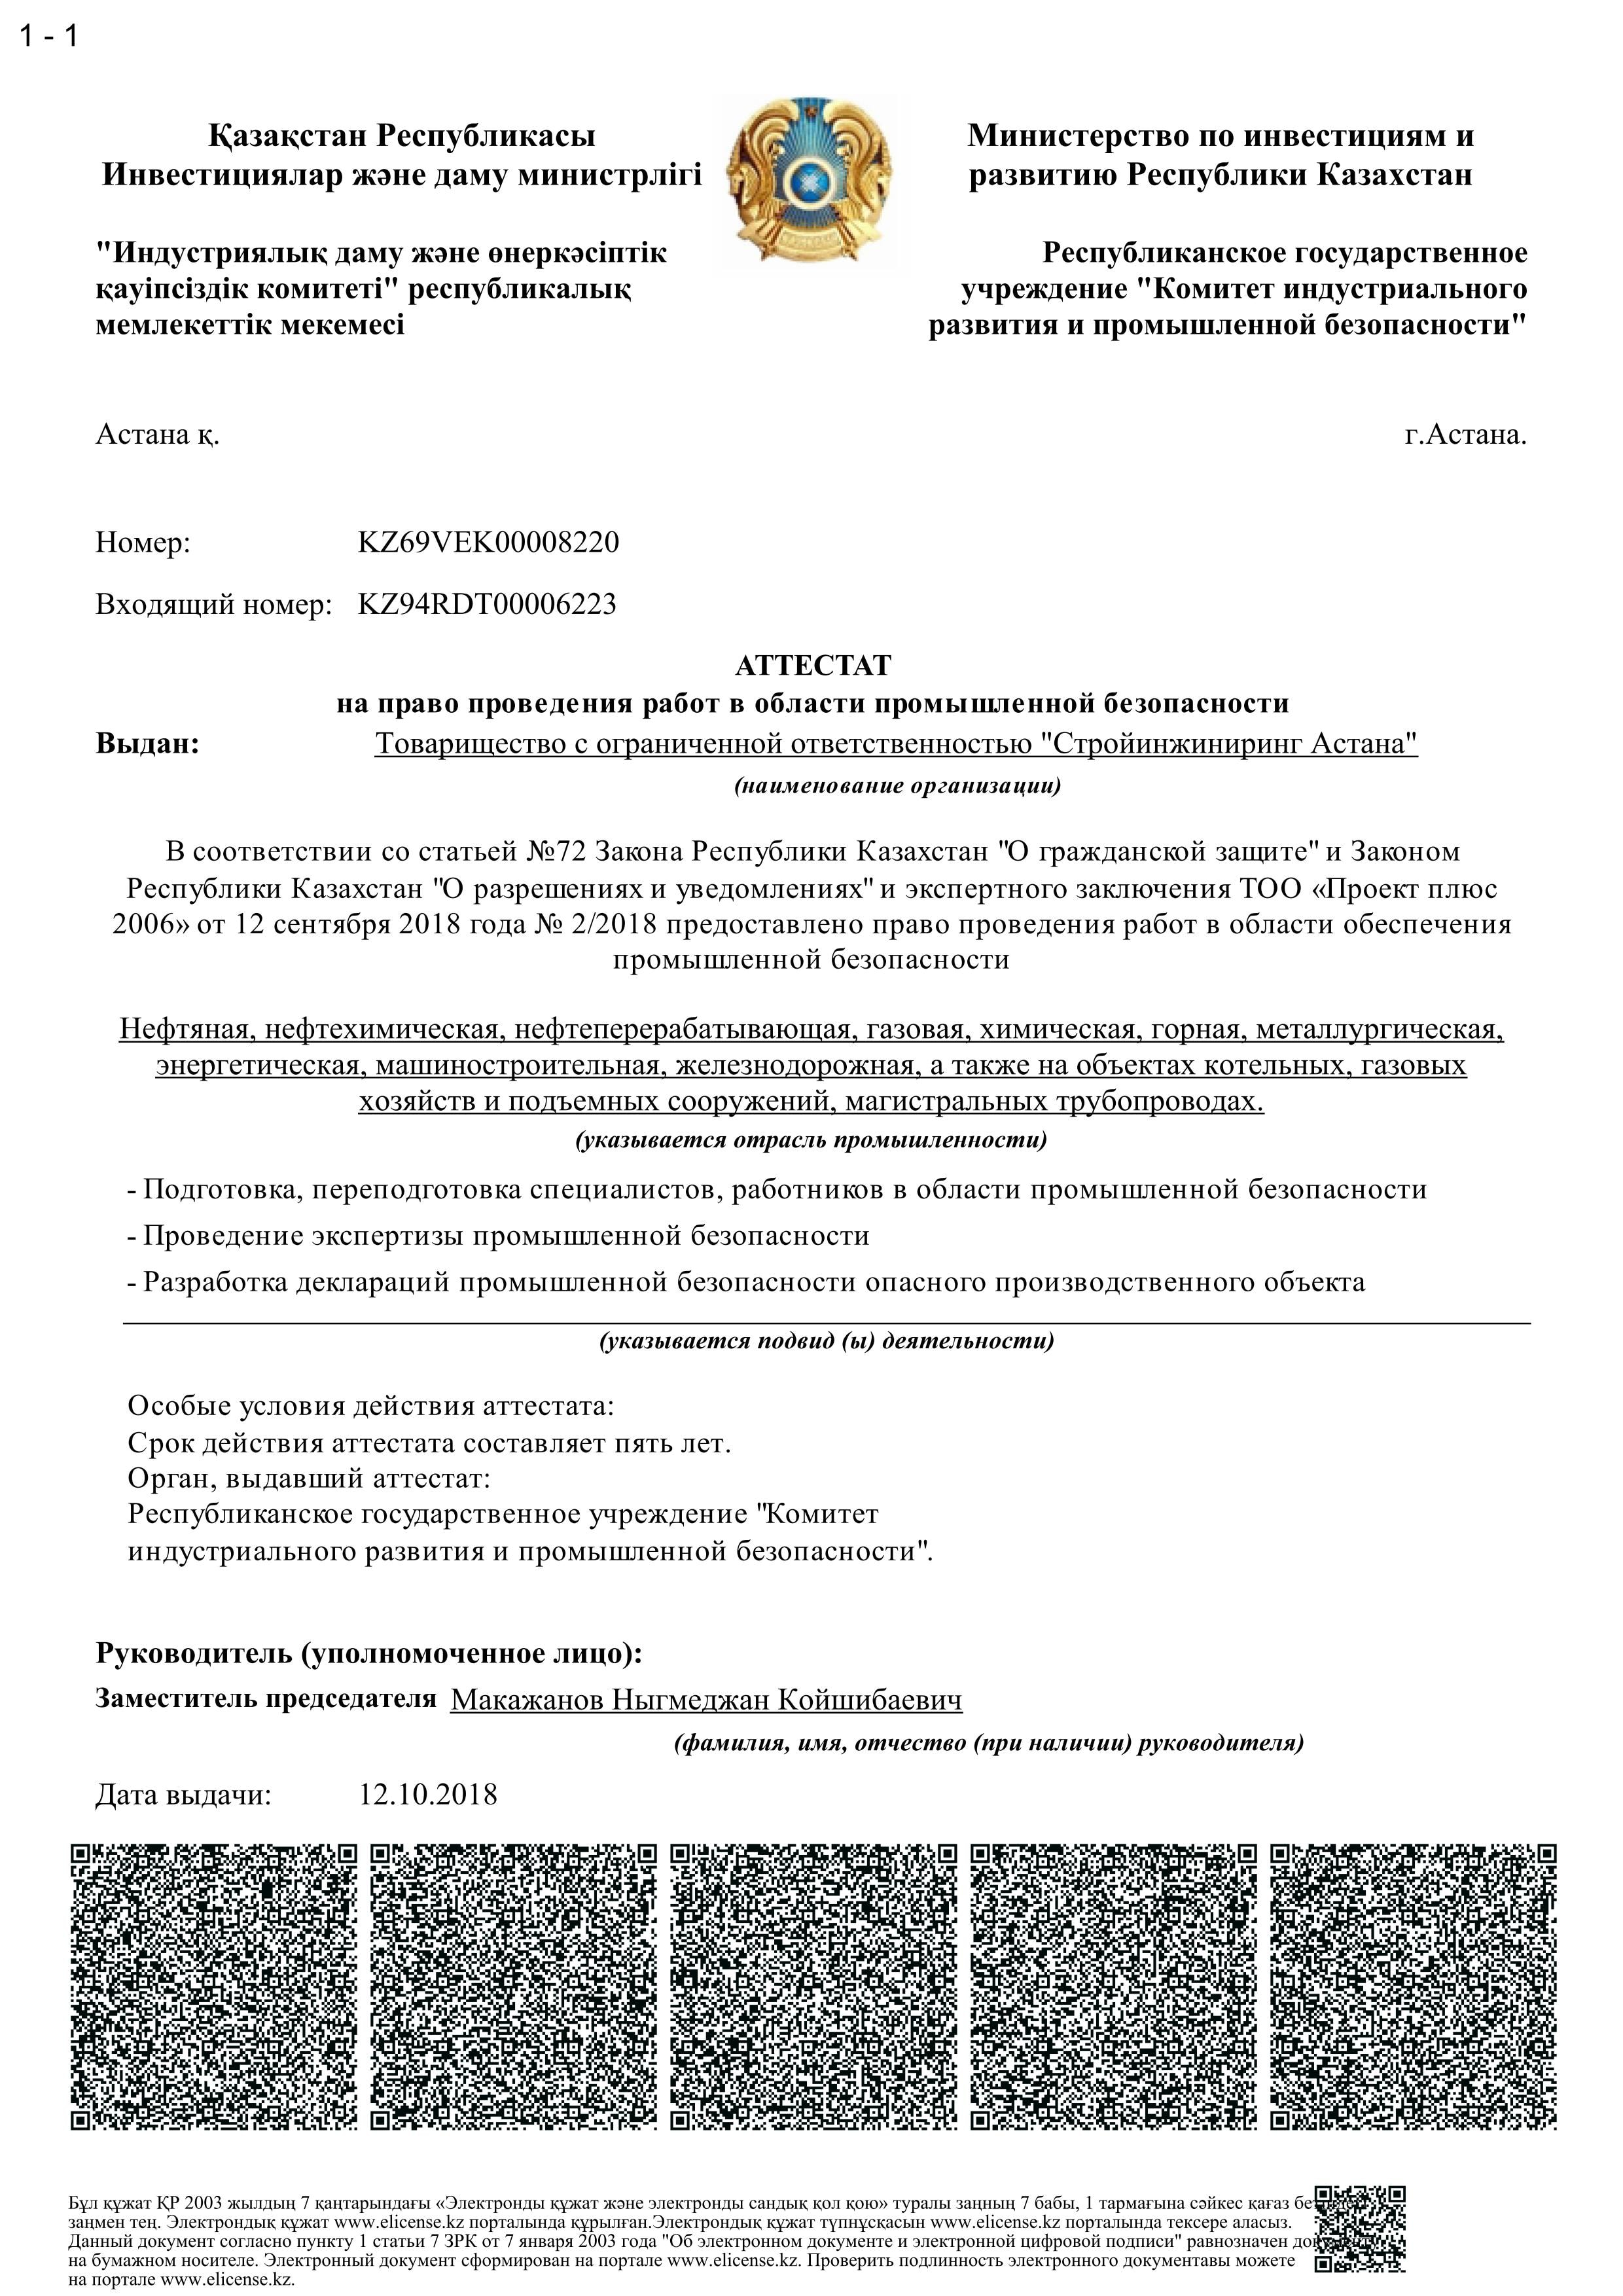 1 - 1
Қазақстан Республикасы
Инвестициялар және даму министрлігі
Министерство по инвестициям и
развитию Республики Казахстан
"Индустриялық даму және өнеркәсіптік
қауіпсіздік комитеті" республикалық
мемлекеттік мекемесі
Республиканское государственное
учреждение "Комитет индустриального
развития и промышленной безопасности"
Астана қ.
г.Астана.
Номер: KZ69VEK00008220
Входящий номер: KZ94RDT00006223
АТТЕСТАТ
на право проведения работ в области промышленной безопасности
Выдан: Товарищество с ограниченной ответственностью "Стройинжиниринг Астана"
(наименование организации)
В соответствии со статьей №72 Закона Республики Казахстан "О гражданской защите" и Законом
Республики Казахстан "О разрешениях и уведомлениях" и экспертного заключения ТОО «Проект плюс
2006» от 12 сентября 2018 года № 2/2018 предоставлено право проведения работ в области обеспечения
промышленной безопасности
Нефтяная, нефтехимическая, нефтеперерабатывающая, газовая, химическая, горная, металлургическая,
энергетическая, машиностроительная, железнодорожная, а также на объектах котельных, газовых
хозяйств и подъемных сооружений, магистральных трубопроводах.
(указывается отрасль промышленности)
- Подготовка, переподготовка специалистов, работников в области промышленной безопасности
- Проведение экспертизы промышленной безопасности
- Разработка деклараций промышленной безопасности опасного производственного объекта
(указывается подвид (ы) деятельности)
Особые условия действия аттестата:
Срок действия аттестата составляет пять лет.
Орган, выдавший аттестат:
Республиканское государственное учреждение "Комитет
индустриального развития и промышленной безопасности".
Руководитель (уполномоченное лицо):
Заместитель председателя Макажанов Ныгмеджан Койшибаевич
(фамилия, имя, отчество (при наличии) руководителя)
Дата выдачи: 12.10.2018
Бұл құжат ҚР 2003 жылдың 7 қаңтарындағы «Электронды құжат және электронды сандық қол қою» туралы заңның 7 бабы, 1 тармағына сәйкес қағаз
заңмен тең. Электрондық құжат www.elicense.kz порталында құрылған.Электрондық құжат түпнұсқасын www.elicense.kz порталында тексере аласыз.
Данный документ согласно пункту 1 статьи 7 ЗРК от 7 января 2003 года "Об электронном документе и электронной цифровой подписи" равнозначен
на бумажном носителе. Электронный документ сформирован на портале www.elicense.kz. Проверить подлинность электронного документавы можете
на портале www.elicense.kz.